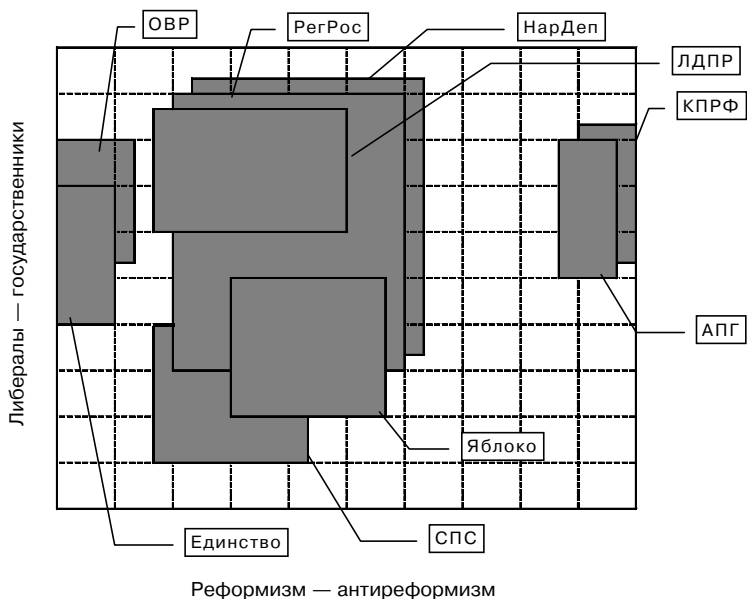 ОВР
РегРос
НарДеп
ЛДПР
КПРФ
Либералы — государственники
АПГ
Яблоко
Единство
СПС
Реформизм — антиреформизм